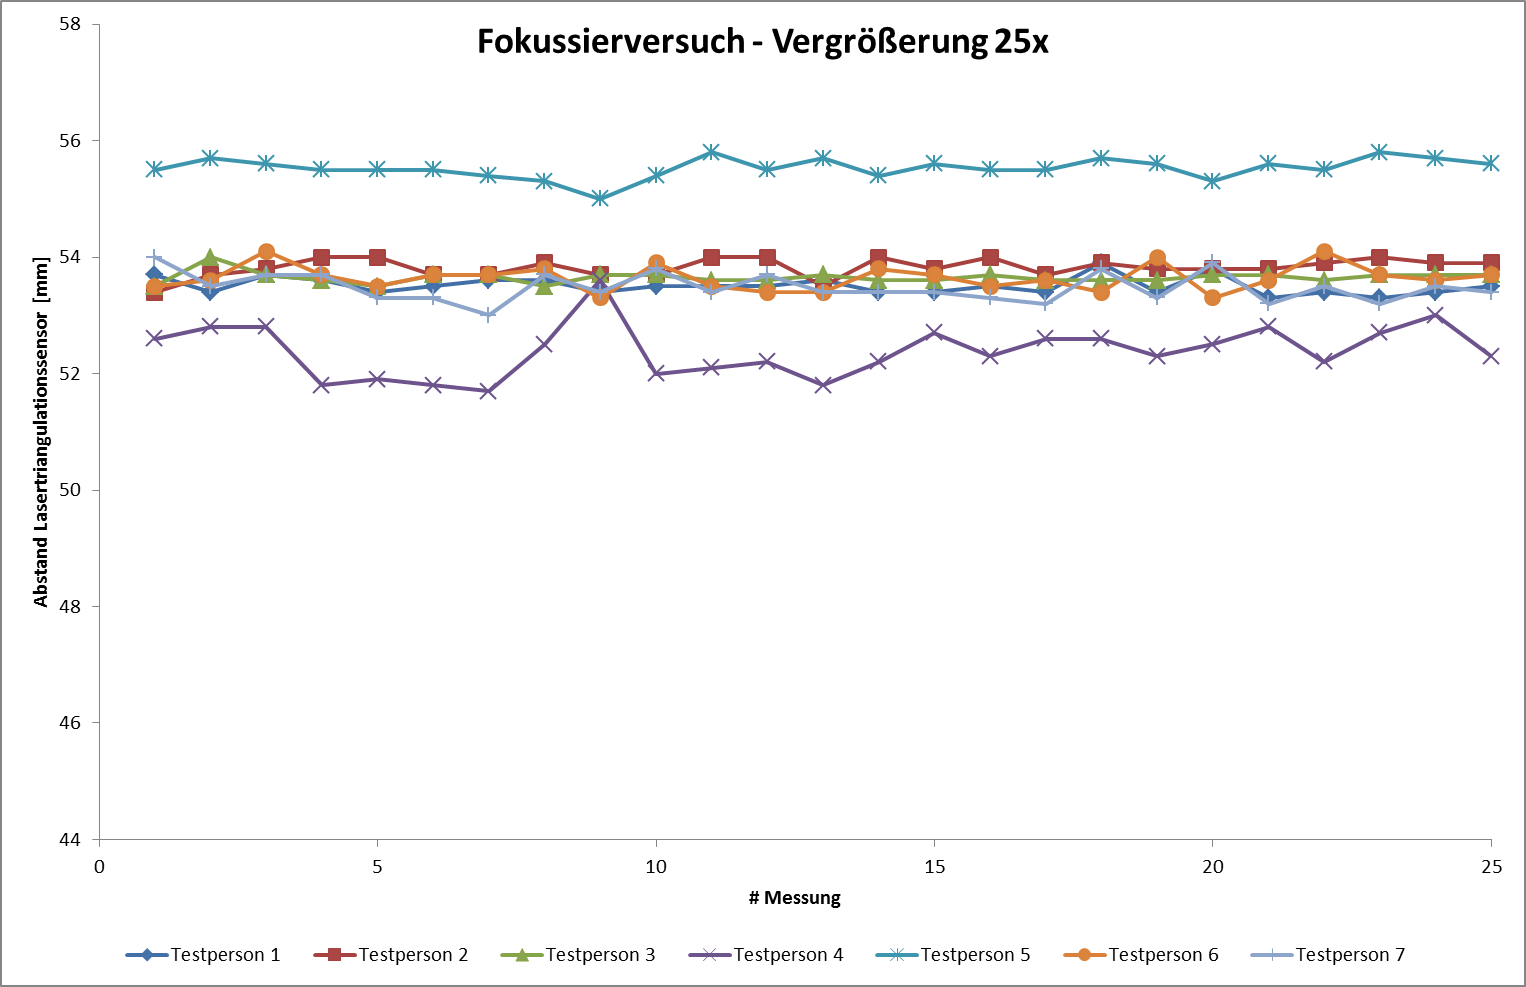 Fokussierversuch - Vergrößerung 25x
58
56
54
52
50
48
46
44
Abstand Lasertriangulationssensor [mm]
0 5 10 15 20 25
# Messung
Testperson 1 Testperson 2 Testperson 3 Testperson 4 Testperson 5 Testperson 6 Testperson 7